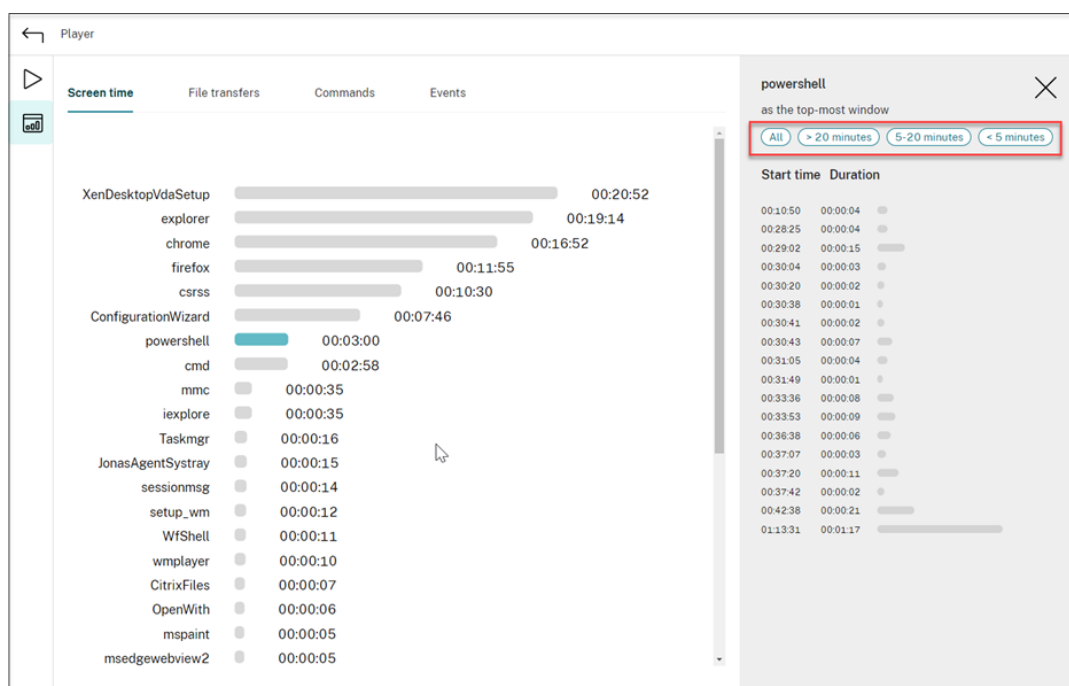 Player
Screen time File transfers Commands Events
XenDesktopVdaSetup 00:20:52
explorer 00:19:14
chrome 00:16:52
firefox 00:11:55
csrss 00:10:30
ConfigurationWizard 00:07:46
powershell 00:03:00
cmd 00:02:58
mmc 00:00:35
iexplore 00:00:35
Taskmgr 00:00:16
JonasAgentSystray 00:00:15
sessionmsg 00:00:14
setup_wm 00:00:12
WfShell 00:00:11
wmplayer 00:00:10
CitrixFiles 00:00:07
OpenWith 00:00:06
mspaint 00:00:05
msedgewebview2 00:00:05
powershell
as the top-most window
All > 20 minutes 5-20 minutes < 5 minutes
Start time Duration
00:10:50 00:00:04
00:28:25 00:00:04
00:29:02 00:00:15
00:30:04 00:00:03
00:30:20 00:00:02
00:30:38 00:00:01
00:30:41 00:00:02
00:30:43 00:00:07
00:31:05 00:00:04
00:31:49 00:00:01
00:33:36 00:00:08
00:33:53 00:00:09
00:36:38 00:00:06
00:37:07 00:00:03
00:37:20 00:00:11
00:37:42 00:00:02
00:42:38 00:00:21
01:13:31 00:01:17